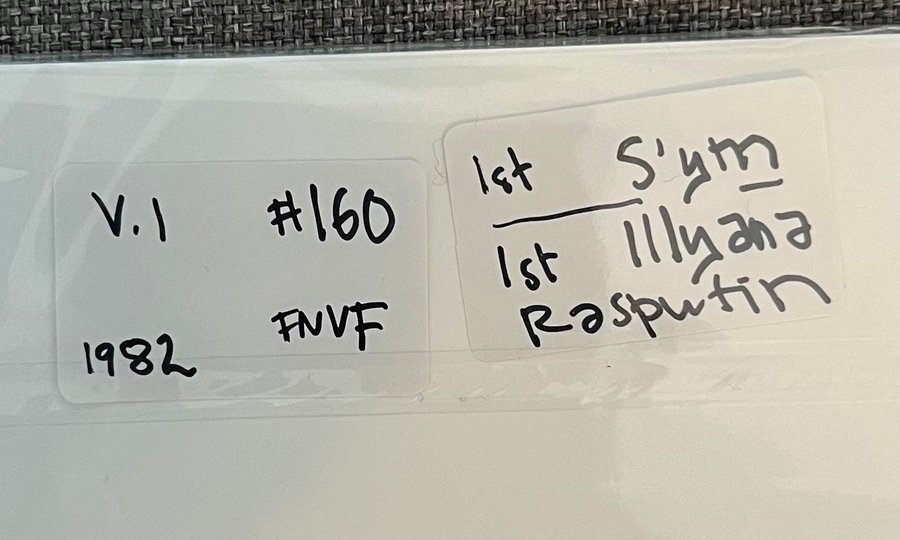 V.1 #160
1982 FNVF
1st S'ym
1st Illyana
Rasputin